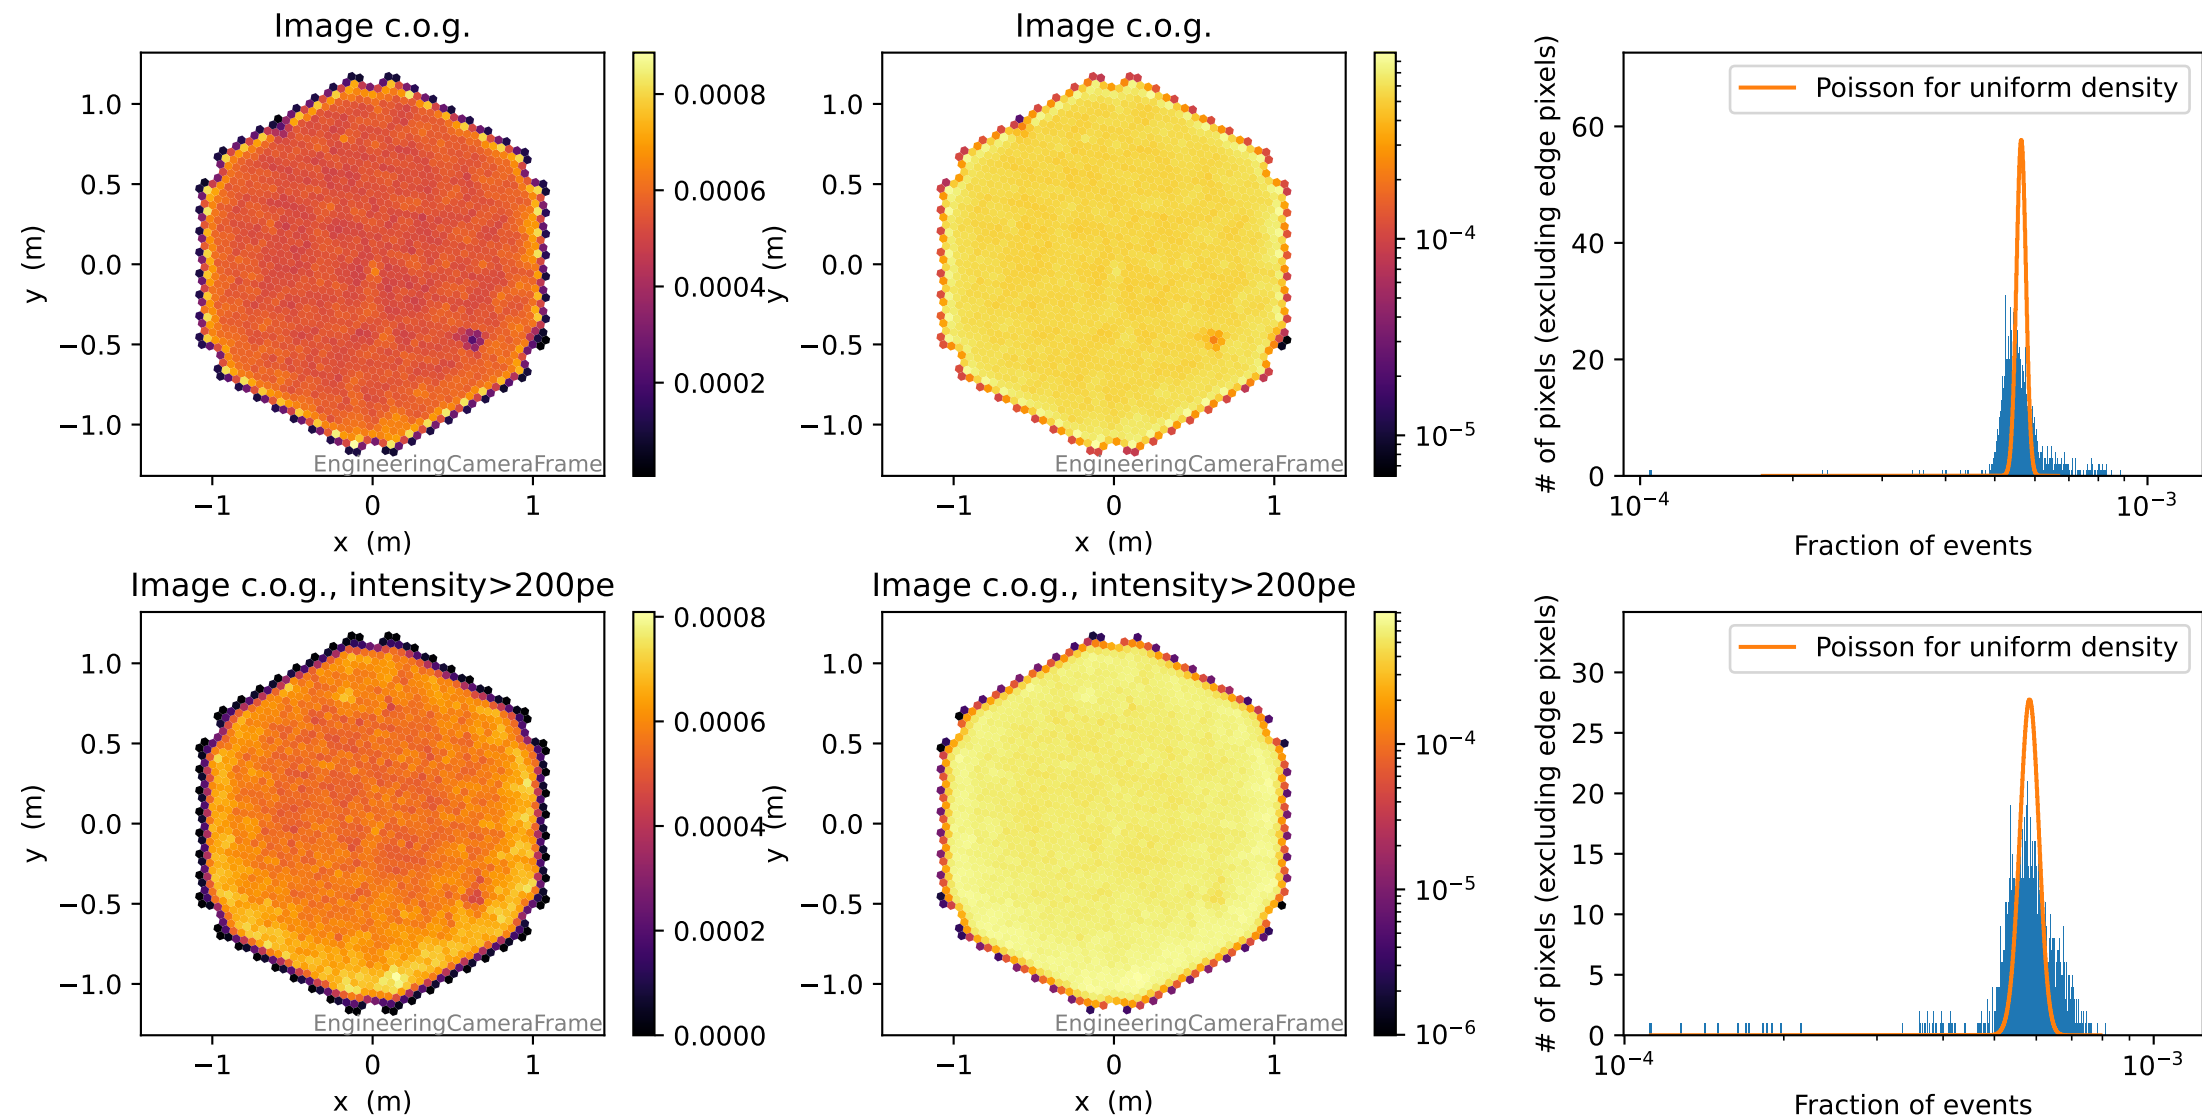 Image c.o.g.
y (m)
1.0
0.5
0.0
−0.5
−1.0
−1
0
1
x (m)
EngineeringCameraFrame
0.0008
0.0006
0.0004
0.0002
Image c.o.g.
y (m)
1.0
0.5
0.0
−0.5
−1.0
−1
0
1
x (m)
EngineeringCameraFrame
10⁻⁴
10⁻⁵
# of pixels (excluding edge pixels)
60
40
20
0
Poisson for uniform density
10⁻⁴
10⁻³
Fraction of events
Image c.o.g., intensity>200pe
y (m)
1.0
0.5
0.0
−0.5
−1.0
−1
0
1
x (m)
EngineeringCameraFrame
0.0008
0.0006
0.0004
0.0002
0.0000
Image c.o.g., intensity>200pe
y (m)
1.0
0.5
0.0
−0.5
−1.0
−1
0
1
x (m)
EngineeringCameraFrame
10⁻⁴
10⁻⁵
10⁻⁶
# of pixels (excluding edge pixels)
30
25
20
15
10
5
0
Poisson for uniform density
10⁻⁴
10⁻³
Fraction of events